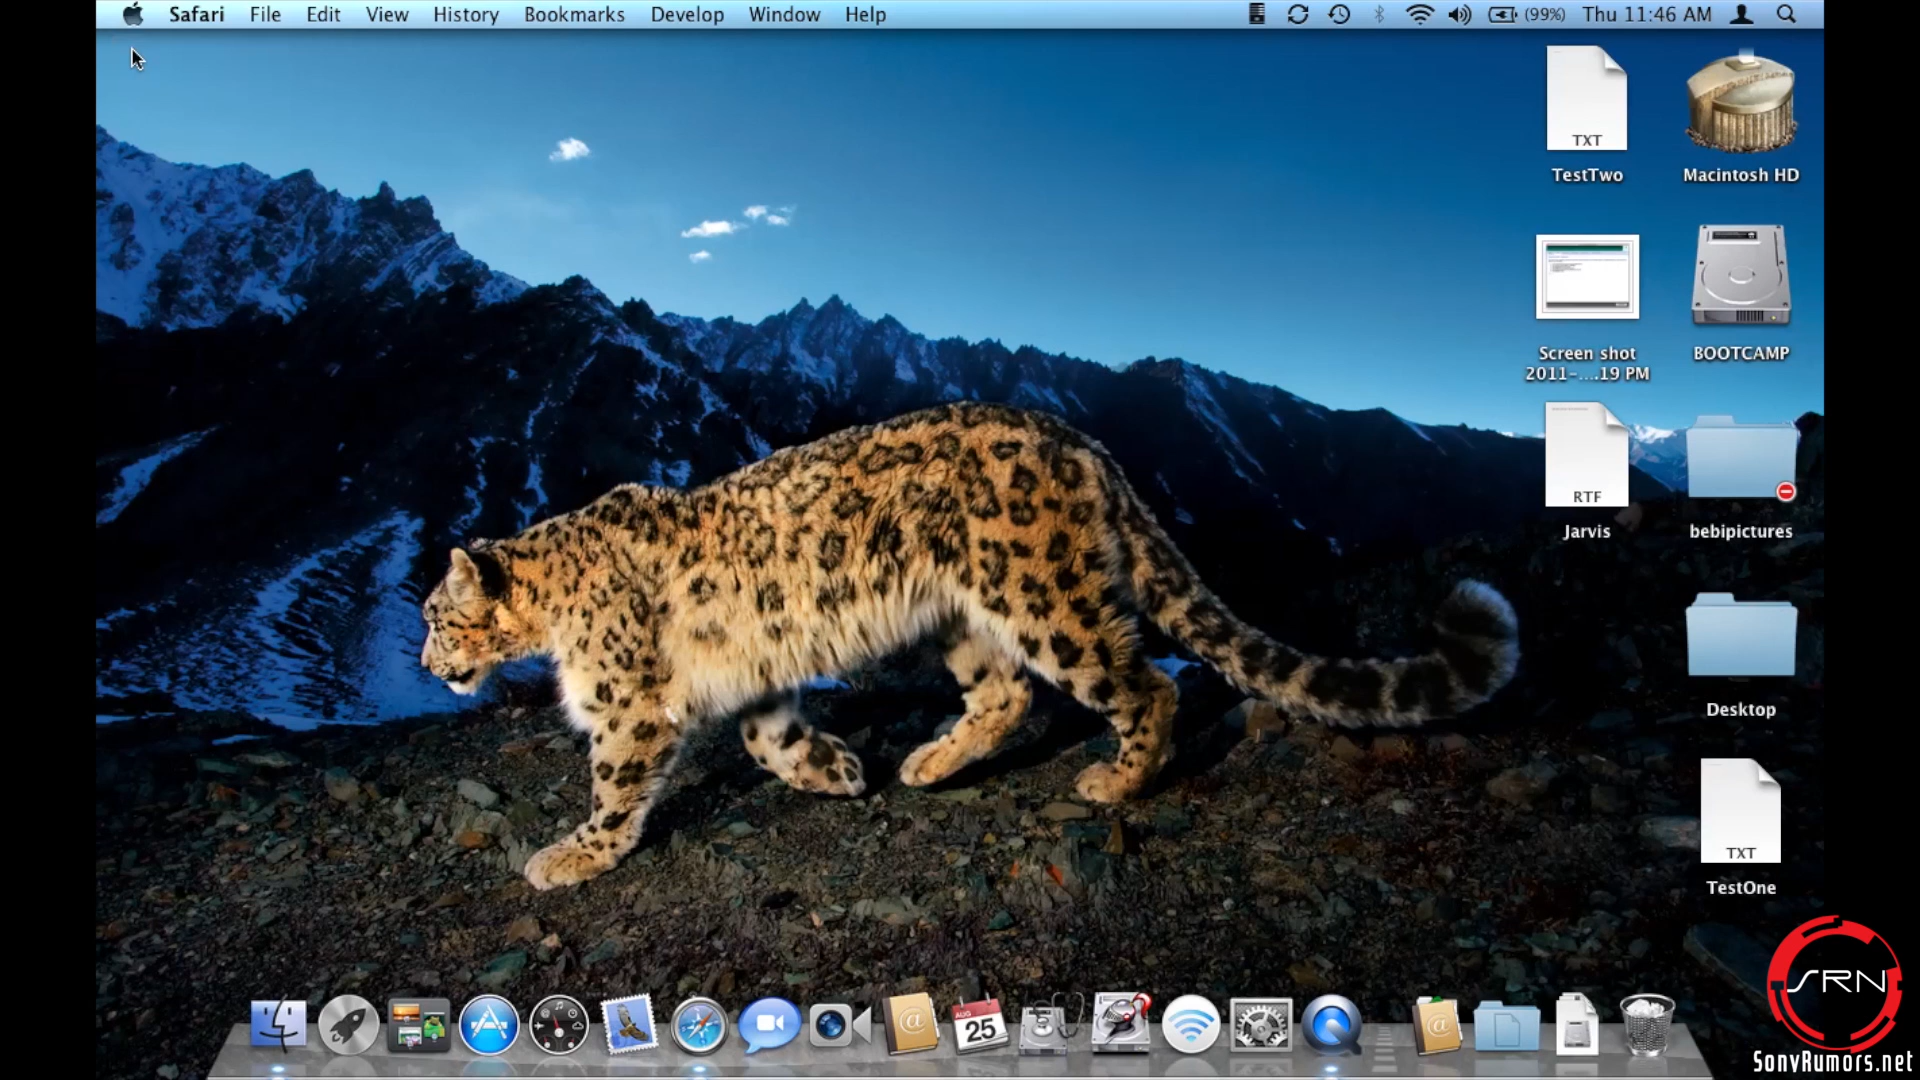 Safari File Edit View History Bookmarks Develop Window Help (99%) Thu 11:46 AM
TXT
TestTwo
Macintosh HD
Screen shot
2011-....19 PM
BOOTCAMP
RTF
Jarvis
bebipictures
Desktop
TXT
TestOne
AUG
25
SRN
SonyRumors.net